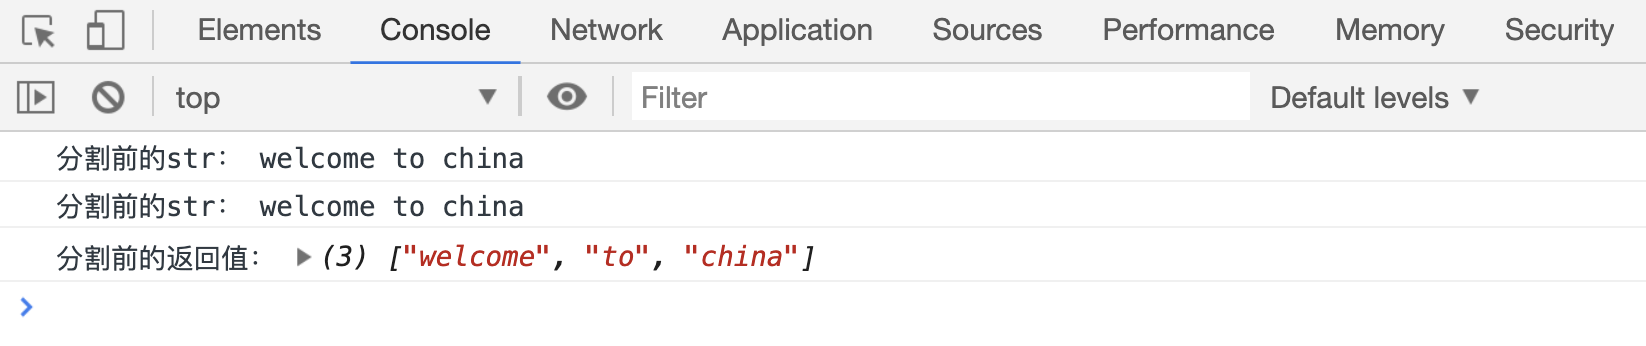 Elements Console Network Application Sources Performance Memory Security
top Filter Default levels
分割前的str： welcome to china
分割前的str： welcome to china
分割前的返回值： (3) ["welcome", "to", "china"]